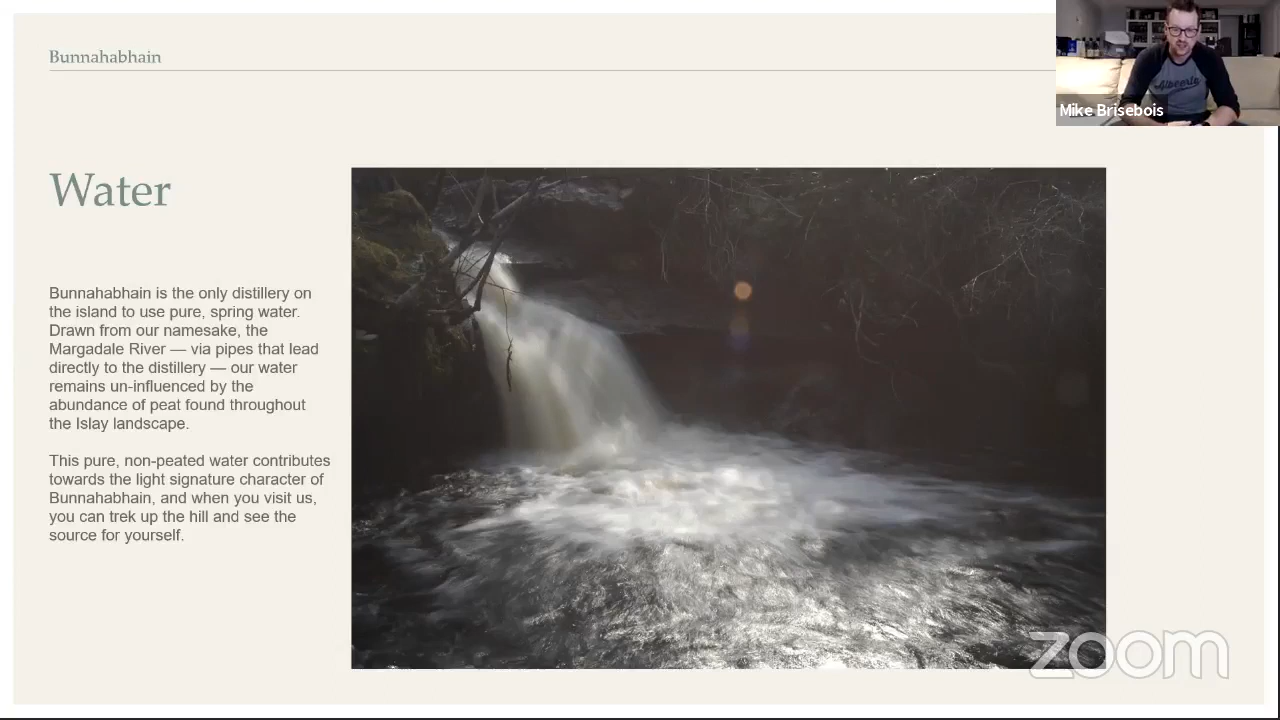 Bunnahabhain
Mike Brisebois
Water
Bunnahabhain is the only distillery on
the island to use pure, spring water.
Drawn from our namesake, the
Margadale River — via pipes that lead
directly to the distillery — our water
remains un-influenced by the
abundance of peat found throughout
the Islay landscape.
This pure, non-peated water contributes
towards the light signature character of
Bunnahabhain, and when you visit us,
you can trek up the hill and see the
source for yourself.
zoom